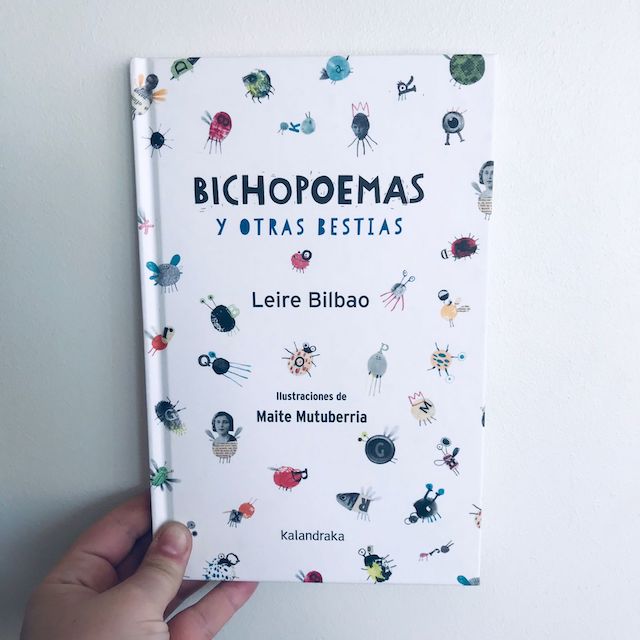 BICHOPOEMAS
Y OTRAS BESTIAS
Leire Bilbao
Ilustraciones de
Maite Mutuberria
kalandraka